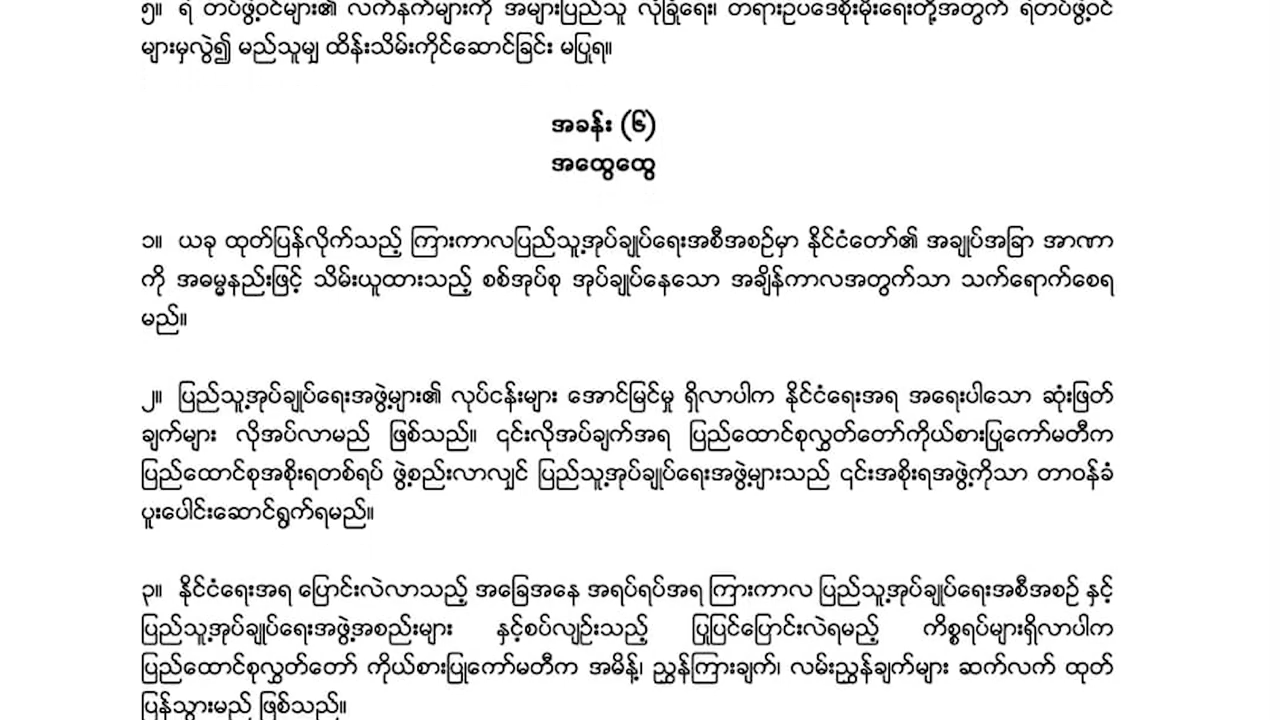 ၅။ ရဲ တပ်ဖွဲ့ဝင်များ၏ လက်နက်များကို အများပြည်သူ လုံခြုံရေး၊ တရားဥပဒေစိုးမိုးရေးတို့အတွက် ရဲတပ်ဖွဲ့ဝင်
များမှလွဲ၍ မည်သူမျှ ထိန်းသိမ်းကိုင်ဆောင်ခြင်း မပြုရ။
အခန်း (၆)
အထွေထွေ
၁။ ယခု ထုတ်ပြန်လိုက်သည့် ကြားကာလပြည်သူ့အုပ်ချုပ်ရေးအစီအစဉ်မှာ နိုင်ငံတော်၏ အချုပ်အခြာ အာဏာ
ကို အဓမ္မနည်းဖြင့် သိမ်းယူထားသည့် စစ်အုပ်စု အုပ်ချုပ်နေသော အချိန်ကာလအတွက်သာ သက်ရောက်စေရ
မည်။
၂။ ပြည်သူ့အုပ်ချုပ်ရေးအဖွဲ့များ၏ လုပ်ငန်းများ အောင်မြင်မှု ရှိလာပါက နိုင်ငံရေးအရ အရေးပါသော ဆုံးဖြတ်
ချက်များ လိုအပ်လာမည် ဖြစ်သည်။ ၎င်းလိုအပ်ချက်အရ ပြည်ထောင်စုလွှတ်တော်ကိုယ်စားပြုကော်မတီက
ပြည်ထောင်စုအစိုးရတစ်ရပ် ဖွဲ့စည်းလာလျှင် ပြည်သူ့အုပ်ချုပ်ရေးအဖွဲ့များသည် ၎င်းအစိုးရအဖွဲ့ကိုသာ တာဝန်ခံ
ပူးပေါင်းဆောင်ရွက်ရမည်။
၃။ နိုင်ငံရေးအရ ပြောင်းလဲလာသည့် အခြေအနေ အရပ်ရပ်အရ ကြားကာလ ပြည်သူ့အုပ်ချုပ်ရေးအစီအစဉ် နှင့်
ပြည်သူ့အုပ်ချုပ်ရေးအဖွဲ့အစည်းများ နှင့်စပ်လျဉ်းသည့် ပြုပြင်ပြောင်းလဲရမည့် ကိစ္စရပ်များရှိလာပါက
ပြည်ထောင်စုလွှတ်တော် ကိုယ်စားပြုကော်မတီက အမိန့်၊ ညွှန်ကြားချက်၊ လမ်းညွှန်ချက်များ ဆက်လက် ထုတ်
ပြန်သွားမည် ဖြစ်သည်။